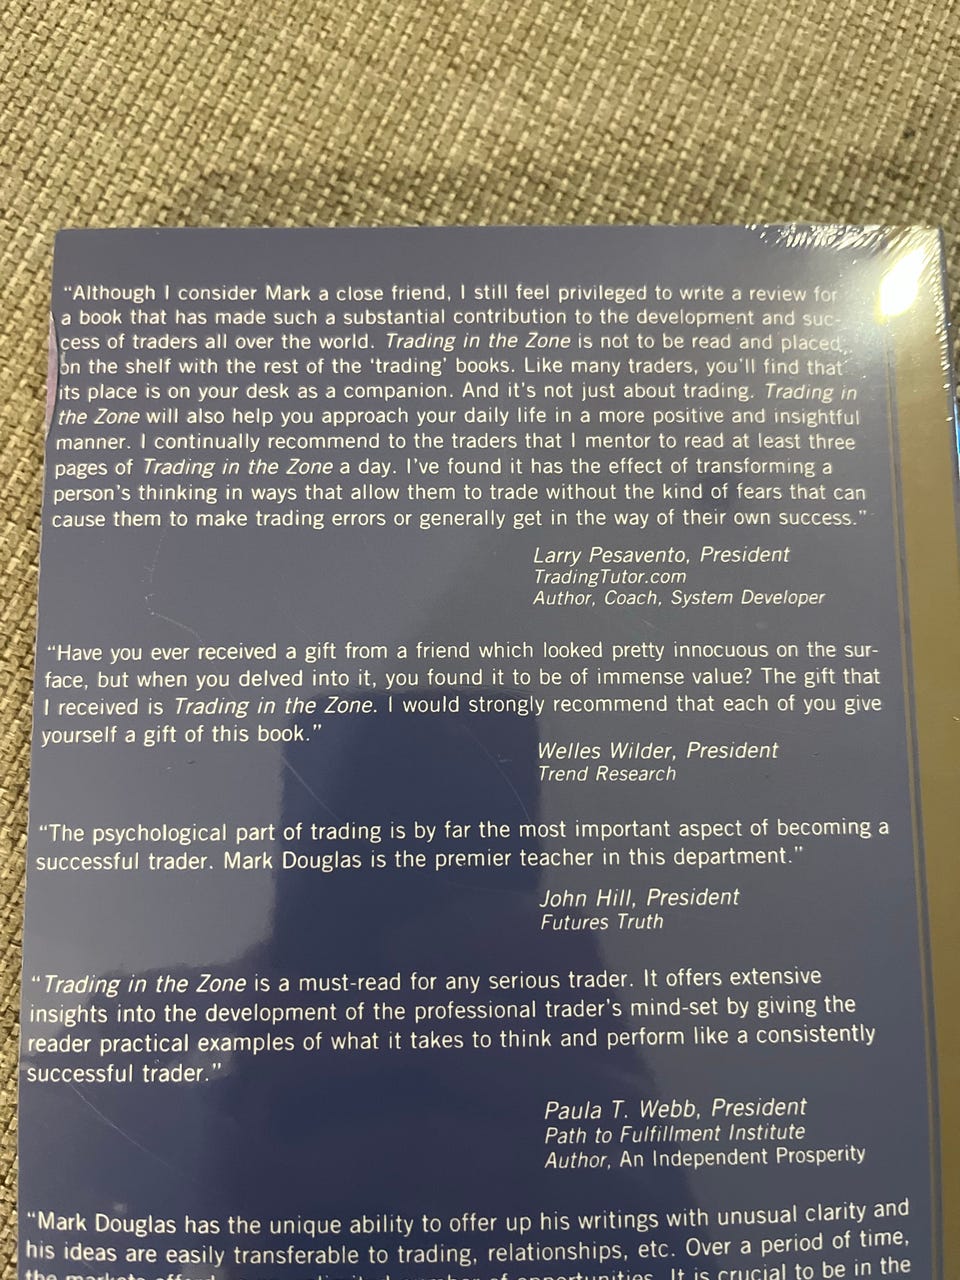 “Although I consider Mark a close friend, I still feel privileged to write a review for
a book that has made such a substantial contribution to the development and suc-
cess of traders all over the world. Trading in the Zone is not to be read and placed
on the shelf with the rest of the ‘trading’ books. Like many traders, you’ll find that
its place is on your desk as a companion. And it’s not just about trading. Trading in
the Zone will also help you approach your daily life in a more positive and insightful
manner. I continually recommend to the traders that I mentor to read at least three
pages of Trading in the Zone a day. I’ve found it has the effect of transforming a
person’s thinking in ways that allow them to trade without the kind of fears that can
cause them to make trading errors or generally get in the way of their own success.”
Larry Pesavento, President
TradingTutor.com
Author, Coach, System Developer
“Have you ever received a gift from a friend which looked pretty innocuous on the sur-
face, but when you delved into it, you found it to be of immense value? The gift that
I received is Trading in the Zone. I would strongly recommend that each of you give
yourself a gift of this book.”
Welles Wilder, President
Trend Research
“The psychological part of trading is by far the most important aspect of becoming a
successful trader. Mark Douglas is the premier teacher in this department.”
John Hill, President
Futures Truth
“Trading in the Zone is a must-read for any serious trader. It offers extensive
insights into the development of the professional trader’s mind-set by giving the
reader practical examples of what it takes to think and perform like a consistently
successful trader.”
Paula T. Webb, President
Path to Fulfillment Institute
Author, An Independent Prosperity
“Mark Douglas has the unique ability to offer up his writings with unusual clarity and
his ideas are easily transferable to trading, relationships, etc. Over a period of time,
the markets opportunities. It is crucial to be in the